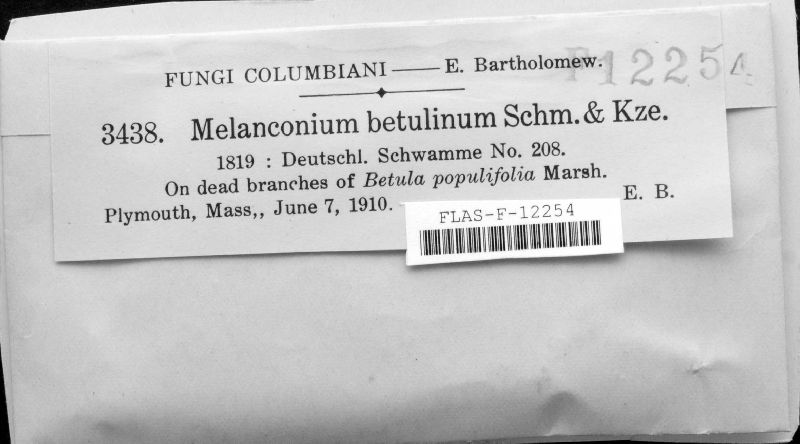 FUNGI COLUMBIANI — E. Bartholomew.
F12254
3438. Melanconium betulinum Schm. & Kze.
1819 : Deutschl. Schwamme No. 208.
On dead branches of Betula populifolia Marsh.
Plymouth, Mass,, June 7, 1910.
E. B.
FLAS-F-12254